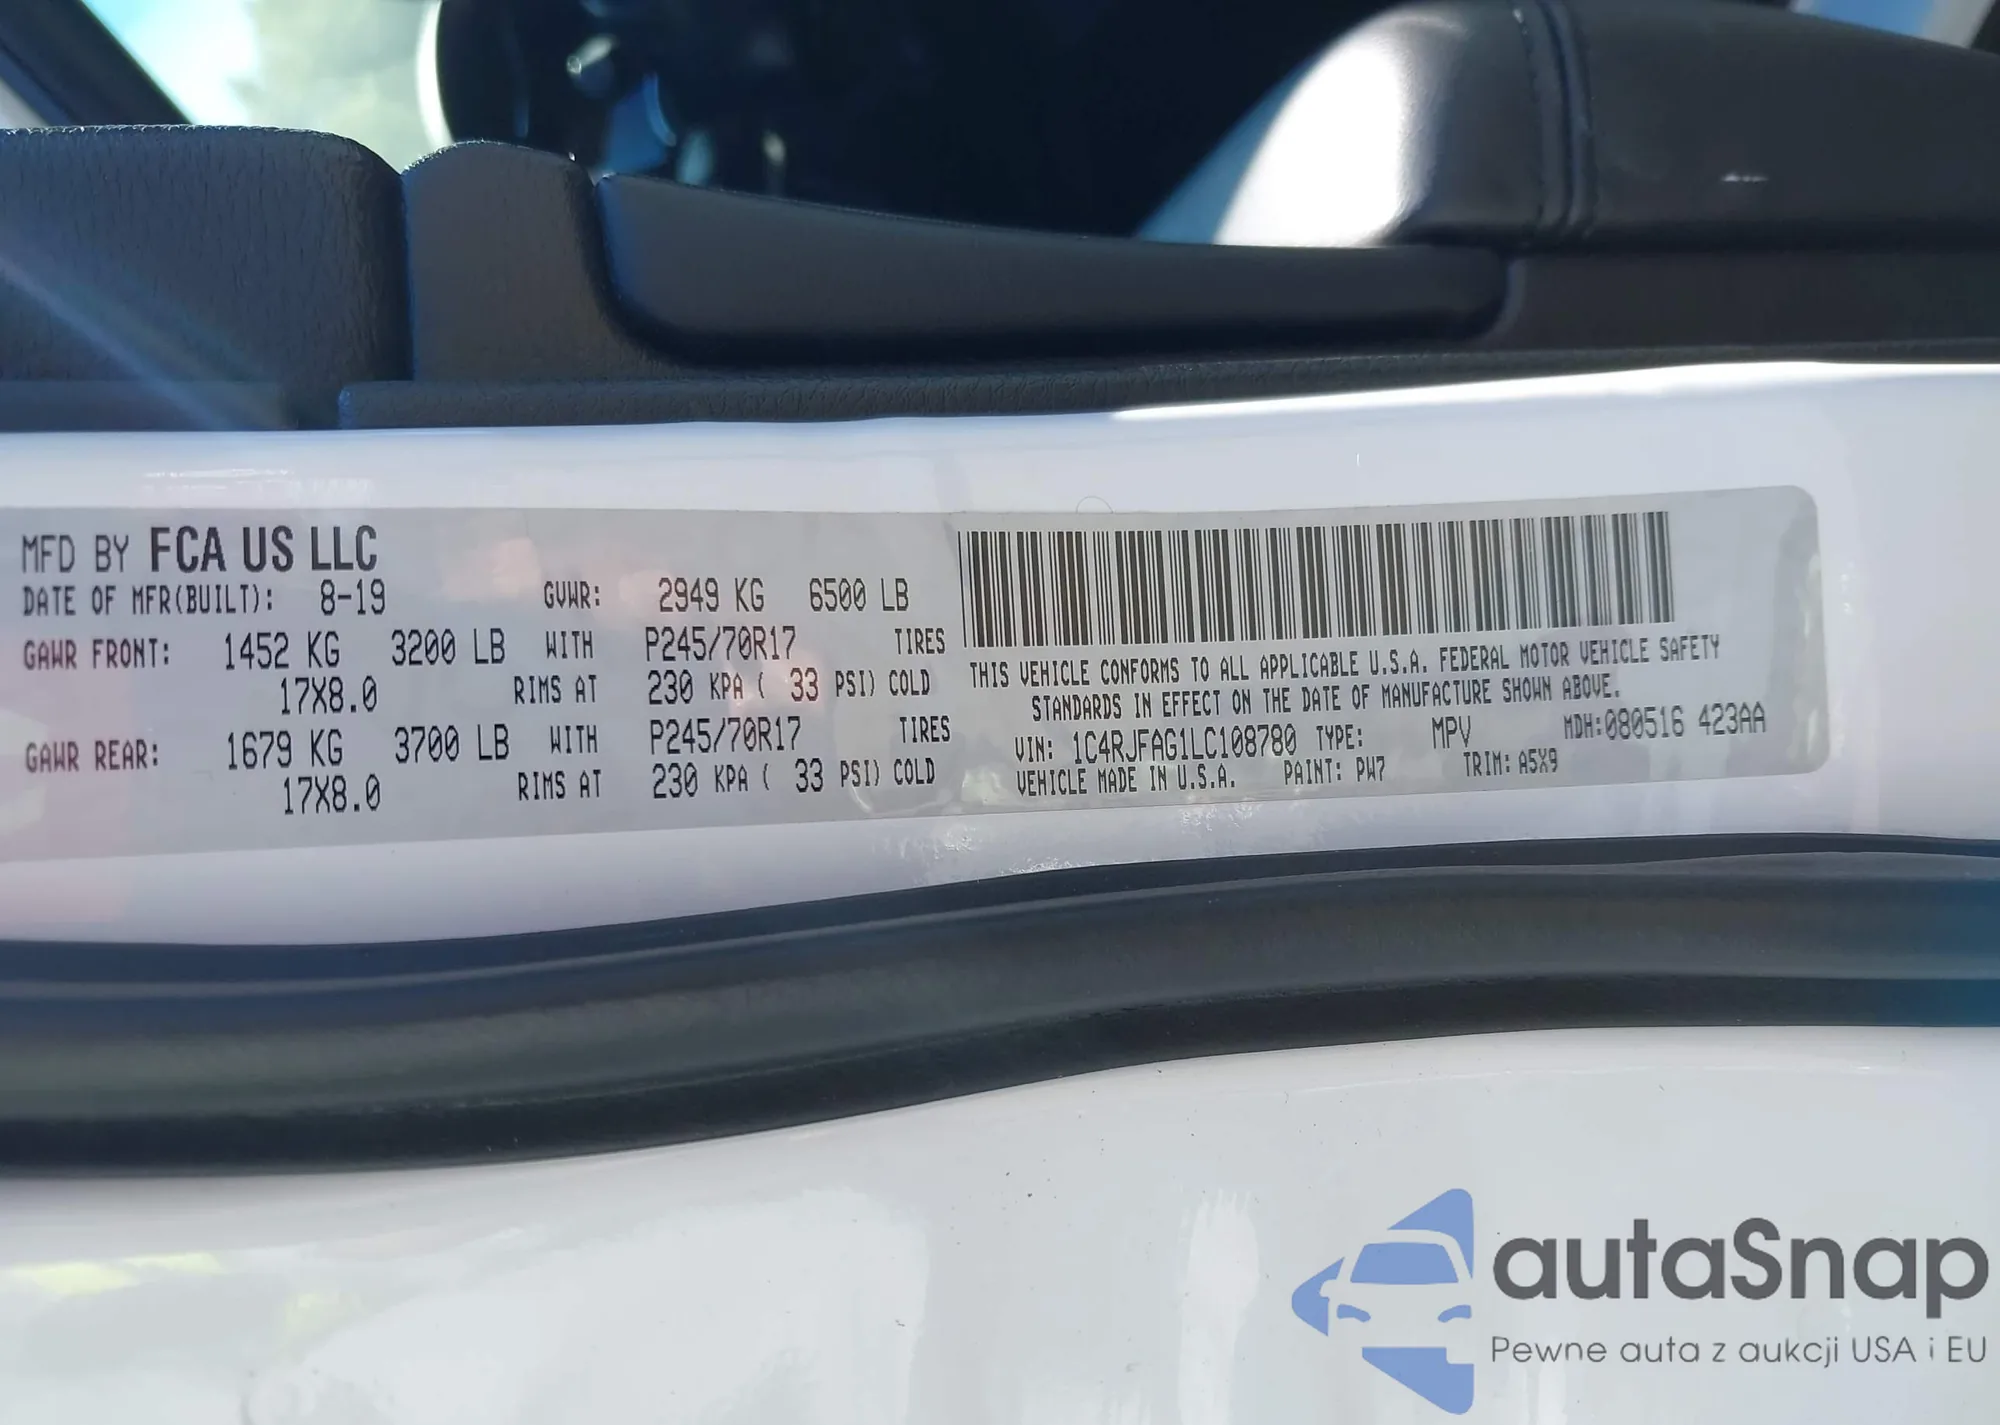 MFD BY FCA US LLC
DATE OF MFR(BUILT): 8-19 GVWR: 2949 KG 6500 LB
GAWR FRONT: 1452 KG 3200 LB WITH P245/70R17 TIRES
17X8.0 RIMS AT 230 KPA ( 33 PSI) COLD
GAWR REAR: 1679 KG 3700 LB WITH P245/70R17 TIRES
17X8.0 RIMS AT 230 KPA ( 33 PSI) COLD
THIS VEHICLE CONFORMS TO ALL APPLICABLE U.S.A. FEDERAL MOTOR VEHICLE SAFETY
STANDARDS IN EFFECT ON THE DATE OF MANUFACTURE SHOWN ABOVE.
VIN: 1C4RJFAG1LC108780 TYPE: MPV MDH:080516 423AA
VEHICLE MADE IN U.S.A. PAINT: PW7 TRIM: A5X9
autaSnap
Pewne auta z aukcji USA i EU